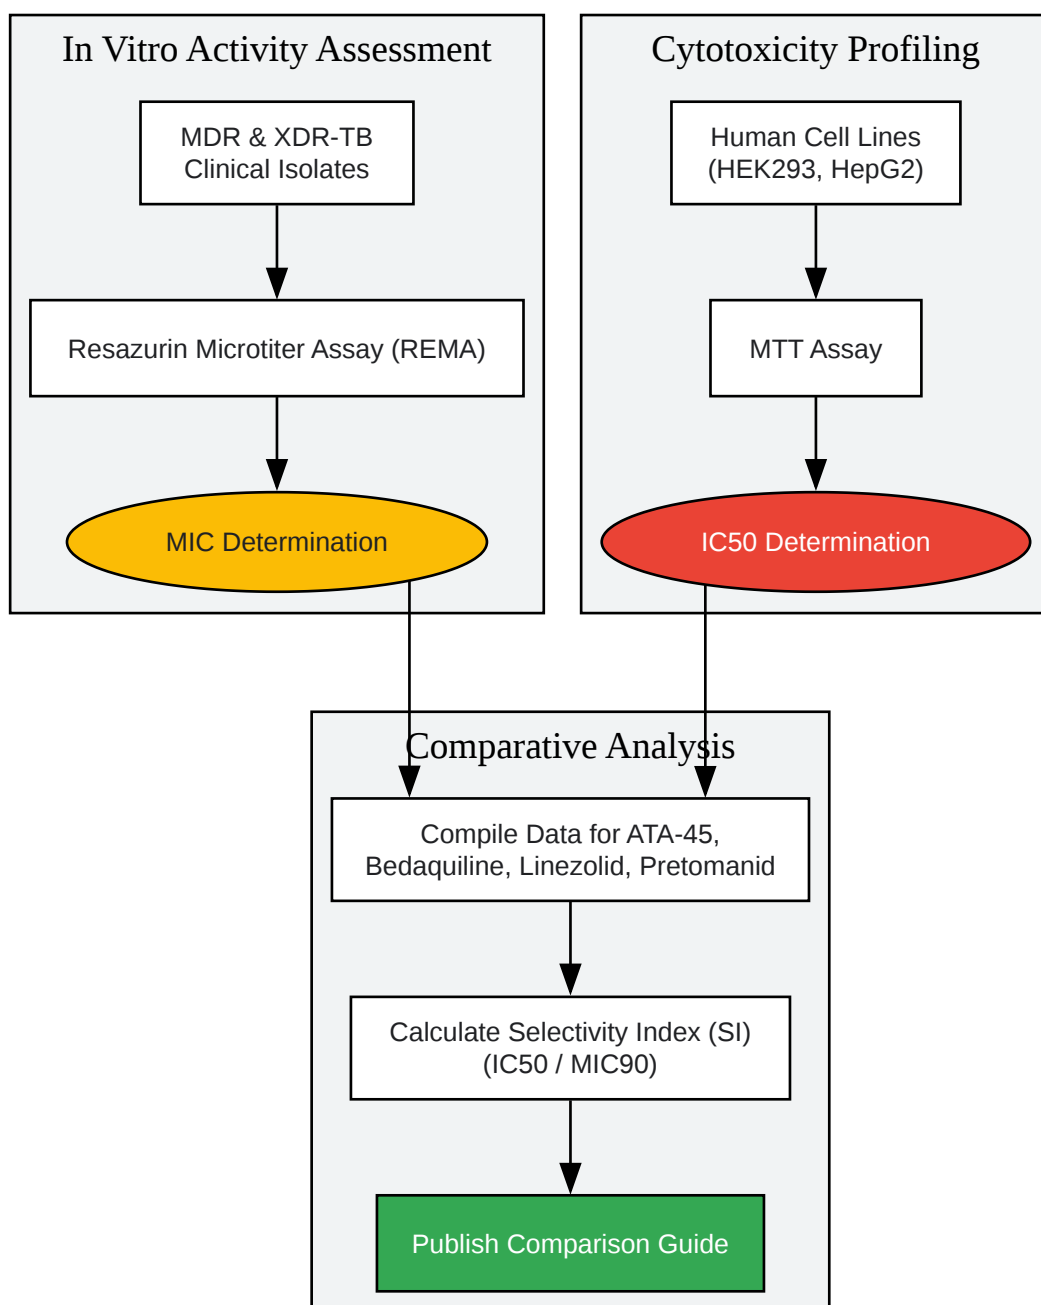 In Vitro Activity Assessment
MDR & XDR-TB
Clinical Isolates
Resazurin Microtiter Assay (REMA)
MIC Determination
Cytotoxicity Profiling
Human Cell Lines
(HEK293, HepG2)
MTT Assay
IC50 Determination
Comparative Analysis
Compile Data for ATA-45,
Bedaquiline, Linezolid, Pretomanid
Calculate Selectivity Index (SI)
(IC50 / MIC90)
Publish Comparison Guide